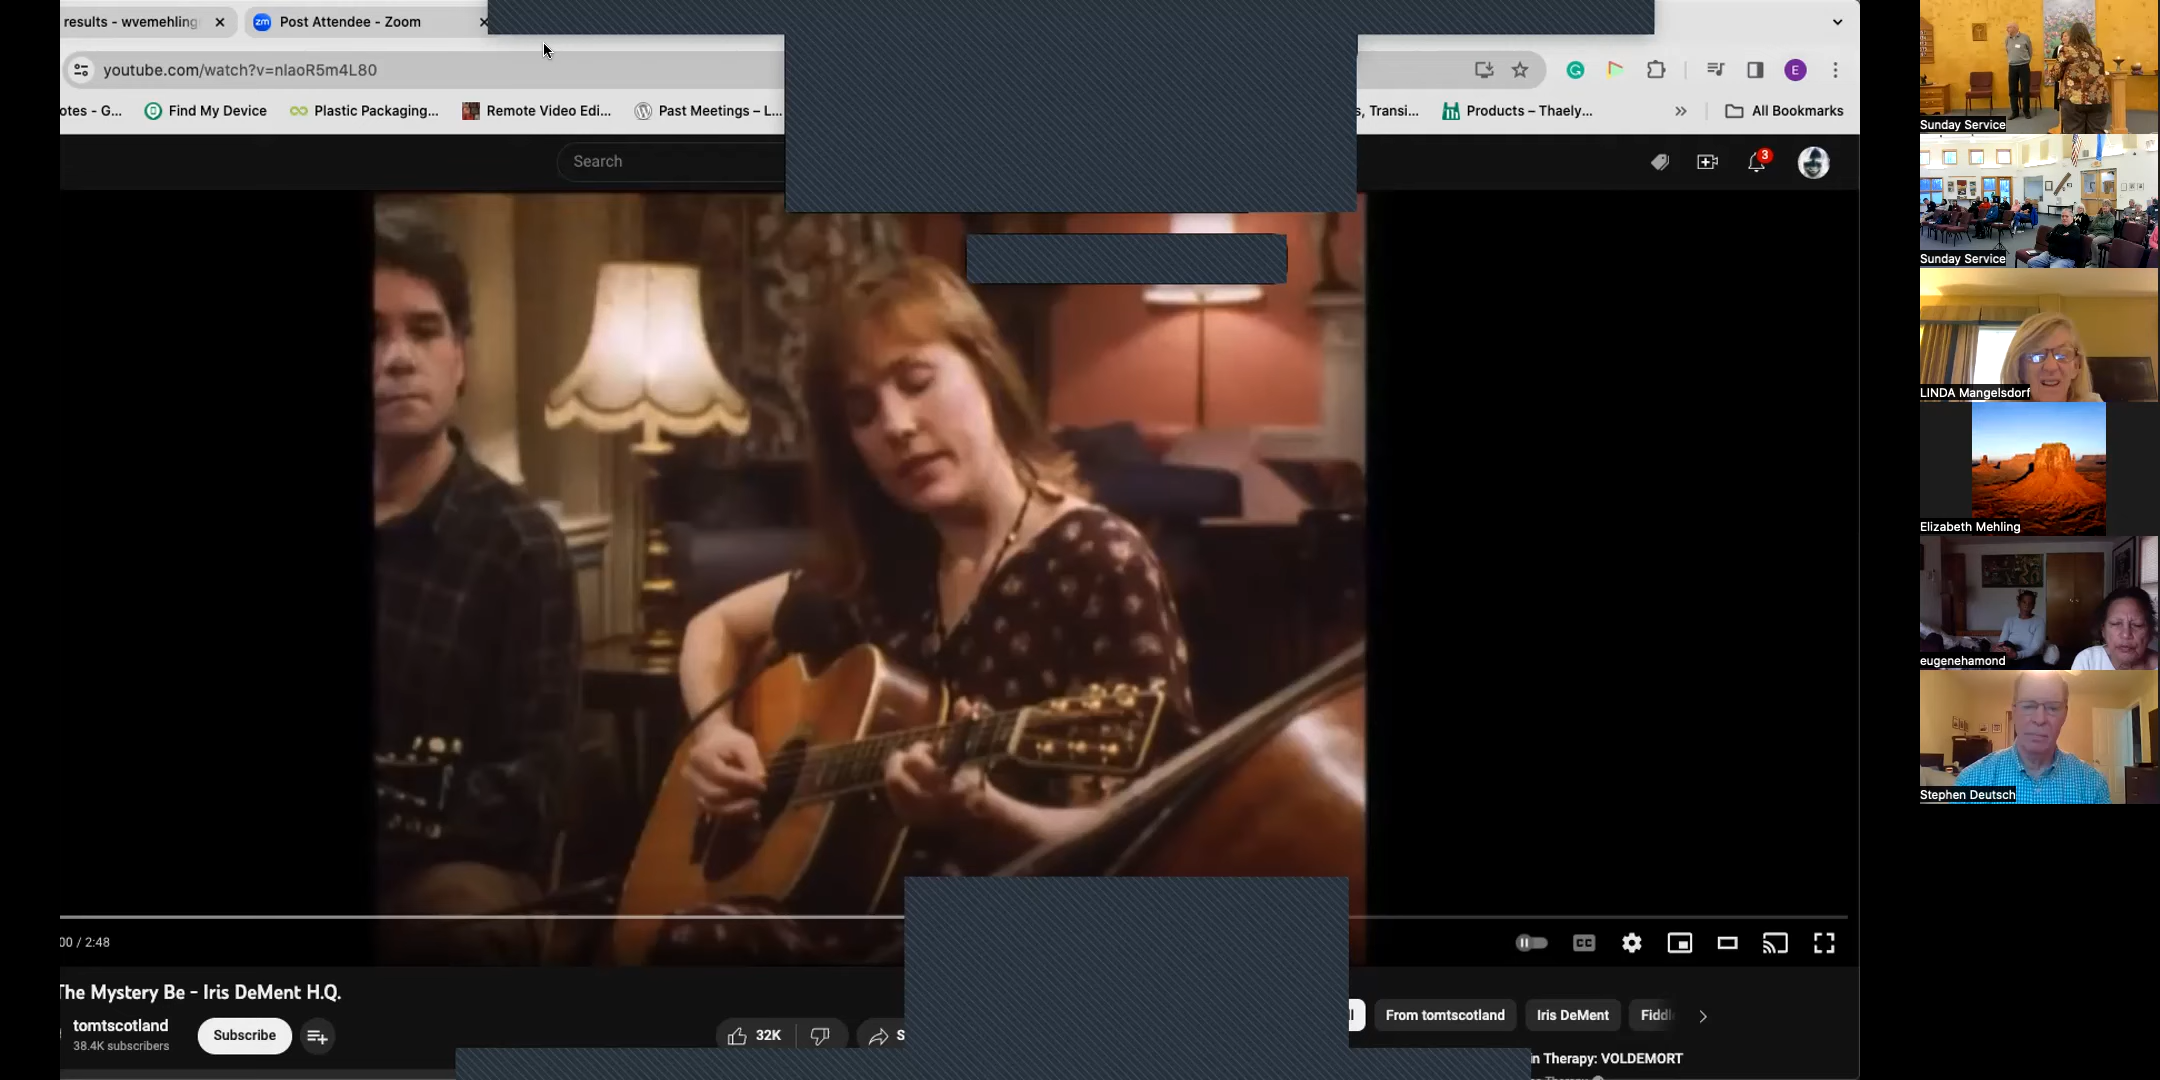 results - wvemehling
zm Post Attendee - Zoom
youtube.com/watch?v=nlaoR5m4L80
E
otes - G... Find My Device Plastic Packaging... Remote Video Edi... Past Meetings – L... s, Transi... Products – Thaely... All Bookmarks
Search
3
00 / 2:48
CC
The Mystery Be - Iris DeMent H.Q.
tomtscotland
38.4K subscribers
Subscribe
32K
S
From tomtscotland
Iris DeMent
Fiddl
n Therapy: VOLDEMORT
Sunday Service
Sunday Service
LINDA Mangelsdorf
Elizabeth Mehling
eugenehamond
Stephen Deutsch